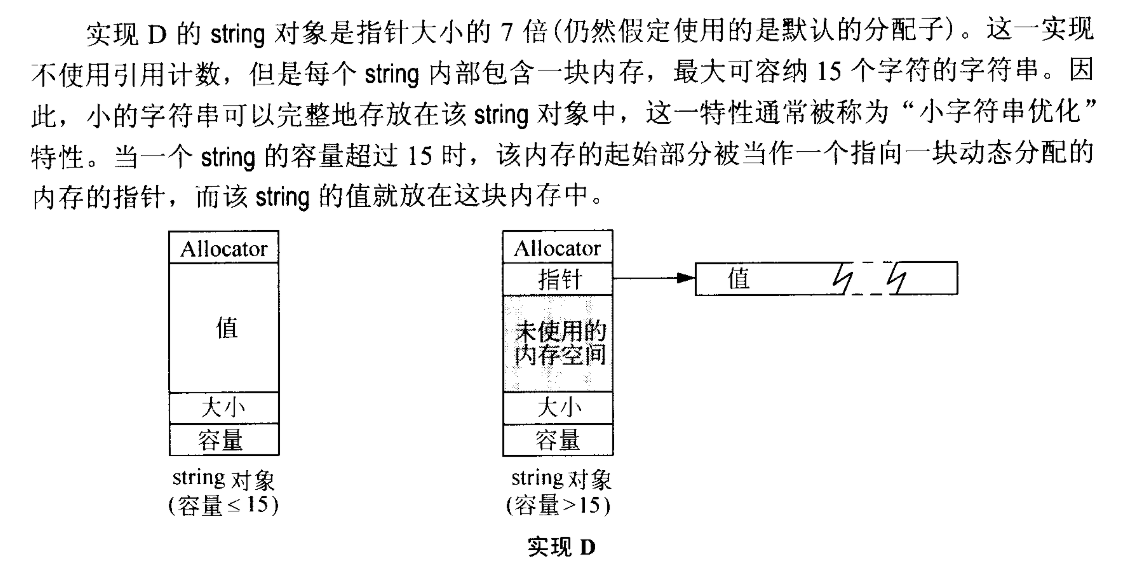 实现 D 的 string 对象是指针大小的 7 倍(仍然假定使用的是默认的分配子)。这一实现
不使用引用计数，但是每个 string 内部包含一块内存，最大可容纳 15 个字符的字符串。因
此，小的字符串可以完整地存放在该 string 对象中，这一特性通常被称为“小字符串优化”
特性。当一个 string 的容量超过 15 时，该内存的起始部分被当作一个指向一块动态分配的
内存的指针，而该 string 的值就放在这块内存中。
Allocator
值
大小
容量
string 对象
(容量≤15)
Allocator
指针
未使用的
内存空间
大小
容量
string 对象
(容量>15)
值
实现 D